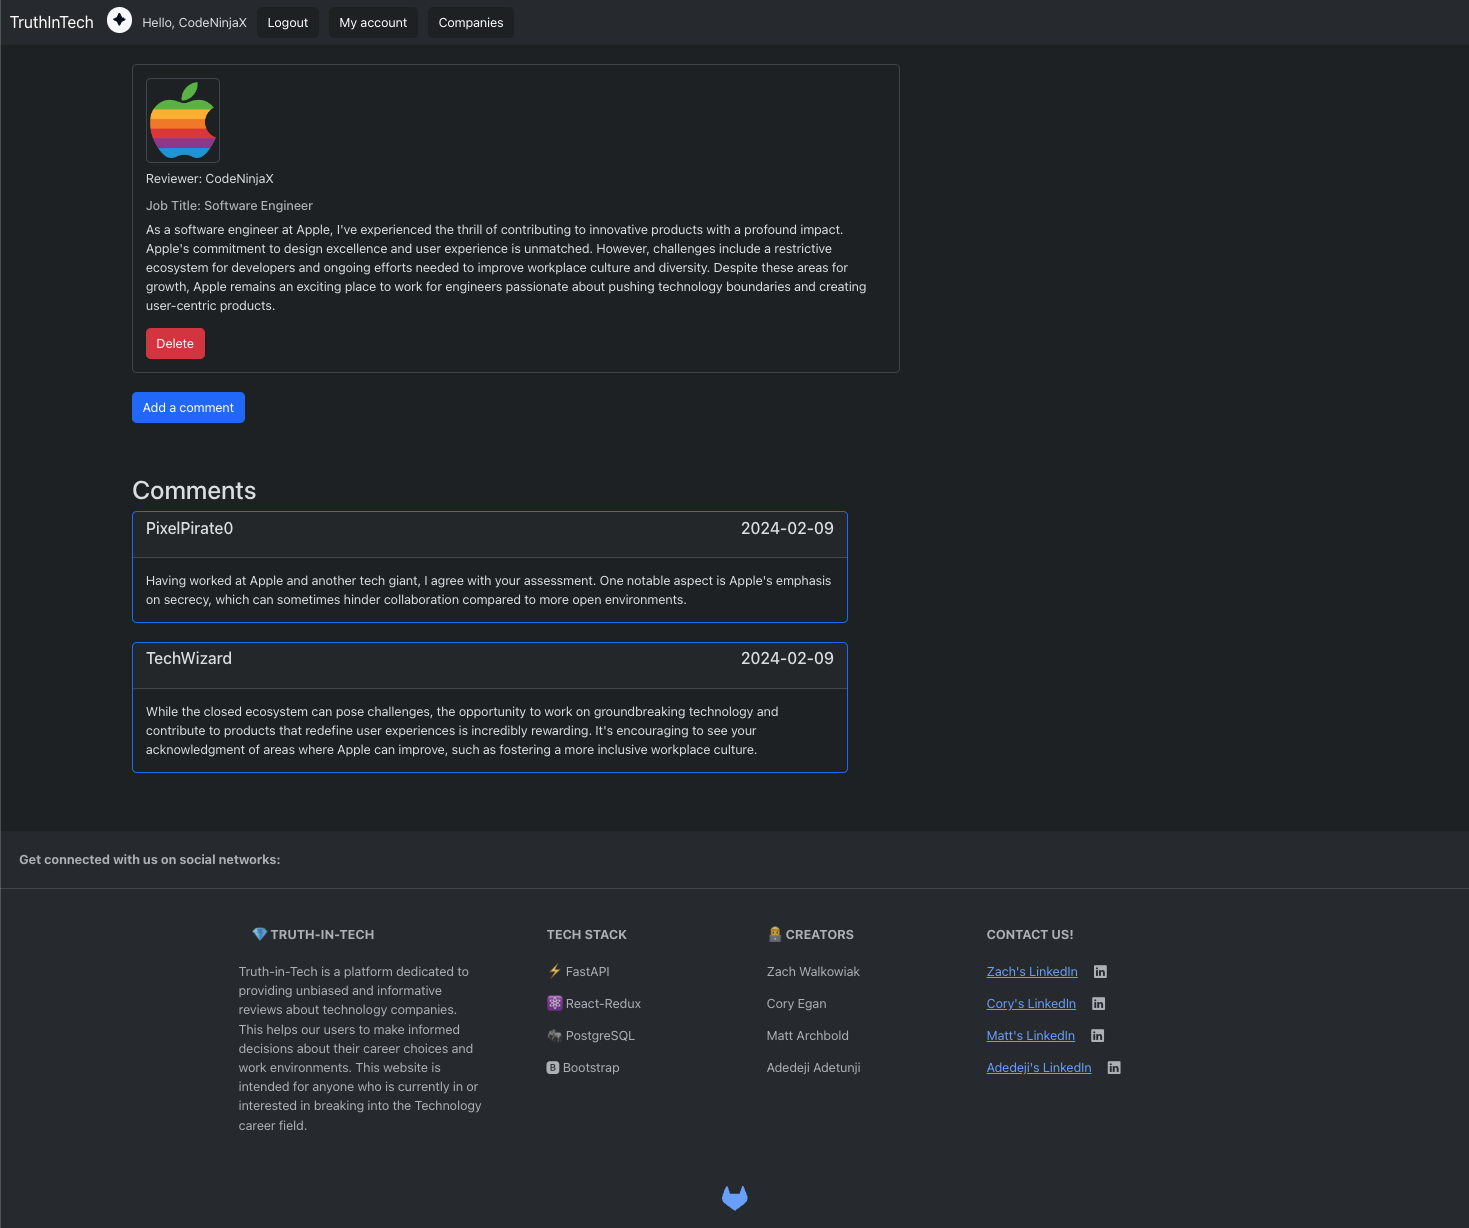 TruthInTech
Hello, CodeNinjaX
Logout
My account
Companies
Reviewer: CodeNinjaX
Job Title: Software Engineer
As a software engineer at Apple, I've experienced the thrill of contributing to innovative products with a profound impact.
Apple's commitment to design excellence and user experience is unmatched. However, challenges include a restrictive
ecosystem for developers and ongoing efforts needed to improve workplace culture and diversity. Despite these areas for
growth, Apple remains an exciting place to work for engineers passionate about pushing technology boundaries and creating
user-centric products.
Delete
Add a comment
Comments
PixelPirate0
2024-02-09
Having worked at Apple and another tech giant, I agree with your assessment. One notable aspect is Apple's emphasis
on secrecy, which can sometimes hinder collaboration compared to more open environments.
TechWizard
2024-02-09
While the closed ecosystem can pose challenges, the opportunity to work on groundbreaking technology and
contribute to products that redefine user experiences is incredibly rewarding. It's encouraging to see your
acknowledgment of areas where Apple can improve, such as fostering a more inclusive workplace culture.
Get connected with us on social networks:
TRUTH-IN-TECH
Truth-in-Tech is a platform dedicated to
providing unbiased and informative
reviews about technology companies.
This helps our users to make informed
decisions about their career choices and
work environments. This website is
intended for anyone who is currently in or
interested in breaking into the Technology
career field.
TECH STACK
FastAPI
React-Redux
PostgreSQL
B Bootstrap
CREATORS
Zach Walkowiak
Cory Egan
Matt Archbold
Adedeji Adetunji
CONTACT US!
Zach's LinkedIn in
Cory's LinkedIn in
Matt's LinkedIn in
Adedeji's LinkedIn in